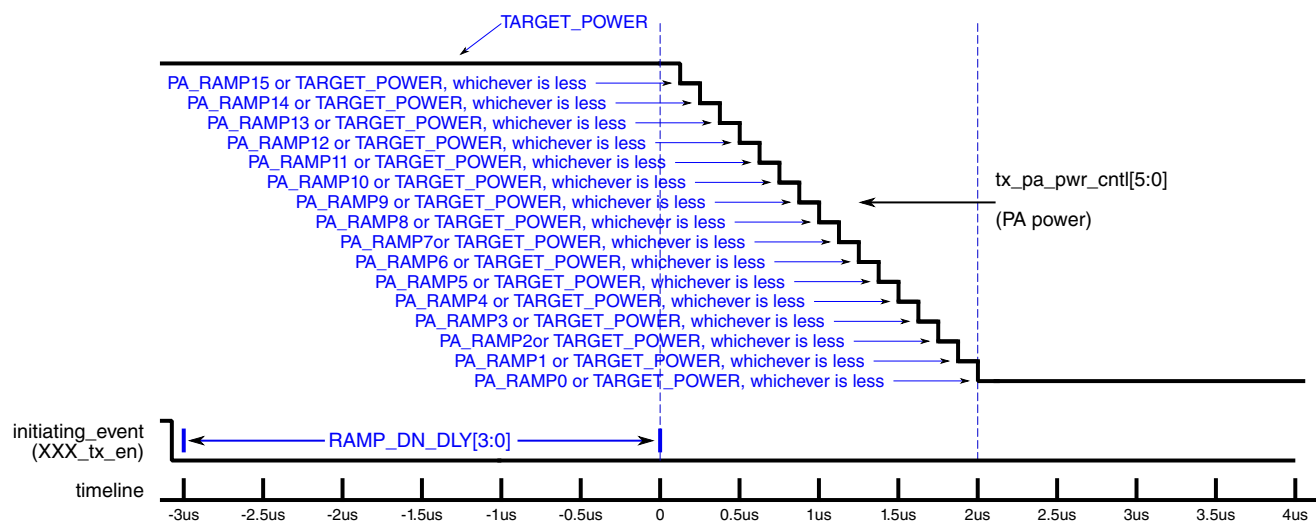 TARGET_POWER
PA_RAMP15 or TARGET_POWER, whichever is less
PA_RAMP14 or TARGET_POWER, whichever is less
PA_RAMP13 or TARGET_POWER, whichever is less
PA_RAMP12 or TARGET_POWER, whichever is less
PA_RAMP11 or TARGET_POWER, whichever is less
PA_RAMP10 or TARGET_POWER, whichever is less
PA_RAMP9 or TARGET_POWER, whichever is less
PA_RAMP8 or TARGET_POWER, whichever is less
PA_RAMP7or TARGET_POWER, whichever is less
PA_RAMP6 or TARGET_POWER, whichever is less
PA_RAMP5 or TARGET_POWER, whichever is less
PA_RAMP4 or TARGET_POWER, whichever is less
PA_RAMP3 or TARGET_POWER, whichever is less
PA_RAMP2or TARGET_POWER, whichever is less
PA_RAMP1 or TARGET_POWER, whichever is less
PA_RAMP0 or TARGET_POWER, whichever is less
tx_pa_pwr_cntl[5:0]
(PA power)
initiating_event
(XXX_tx_en)
RAMP_DN_DLY[3:0]
timeline
-3us -2.5us -2us -1.5us -1us -0.5us 0 0.5us 1us 1.5us 2us 2.5us 3us 3.5us 4us